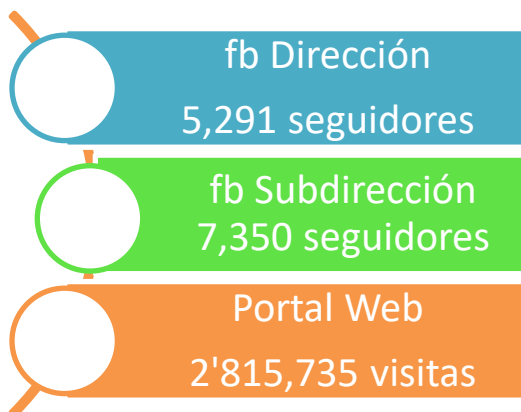 fb Dirección
5,291 seguidores
fb Subdirección
7,350 seguidores
Portal Web
2'815,735 visitas